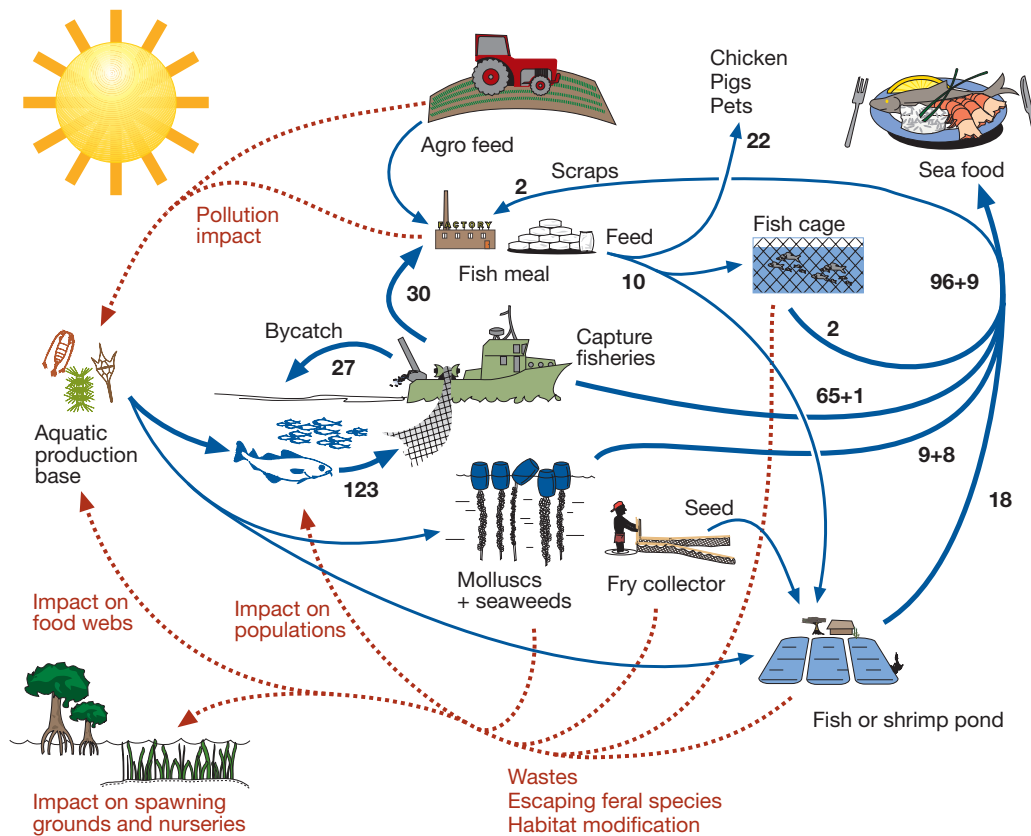 Chicken
Pigs
Pets
22
Agro feed
Sea food
2
Scraps
Pollution
impact
FACTORY
Fish meal
Feed
10
Fish cage
30
96+9
Bycatch
27
Capture
fisheries
2
65+1
Aquatic
production
base
123
9+8
18
Seed
Molluscs
+ seaweeds
Fry collector
Impact on
food webs
Impact on
populations
Fish or shrimp pond
Impact on spawning
grounds and nurseries
Wastes
Escaping feral species
Habitat modification